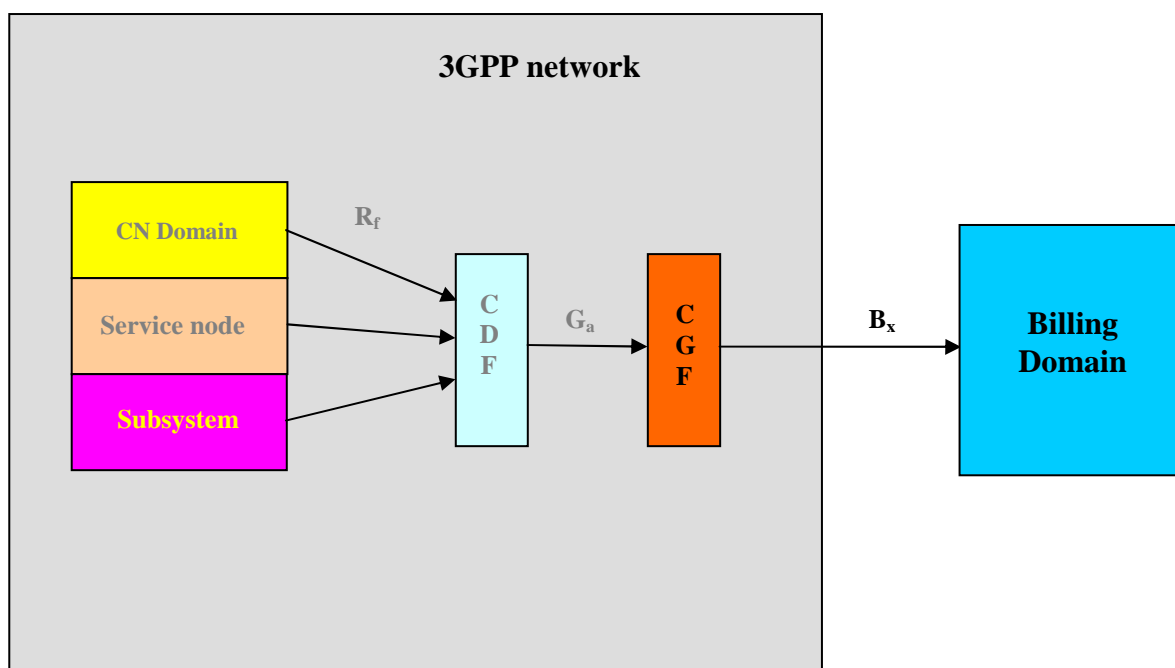 3GPP network
CN Domain
Service node
Subsystem
Rf
C
D
F
Ga
C
G
F
Bx
Billing
Domain